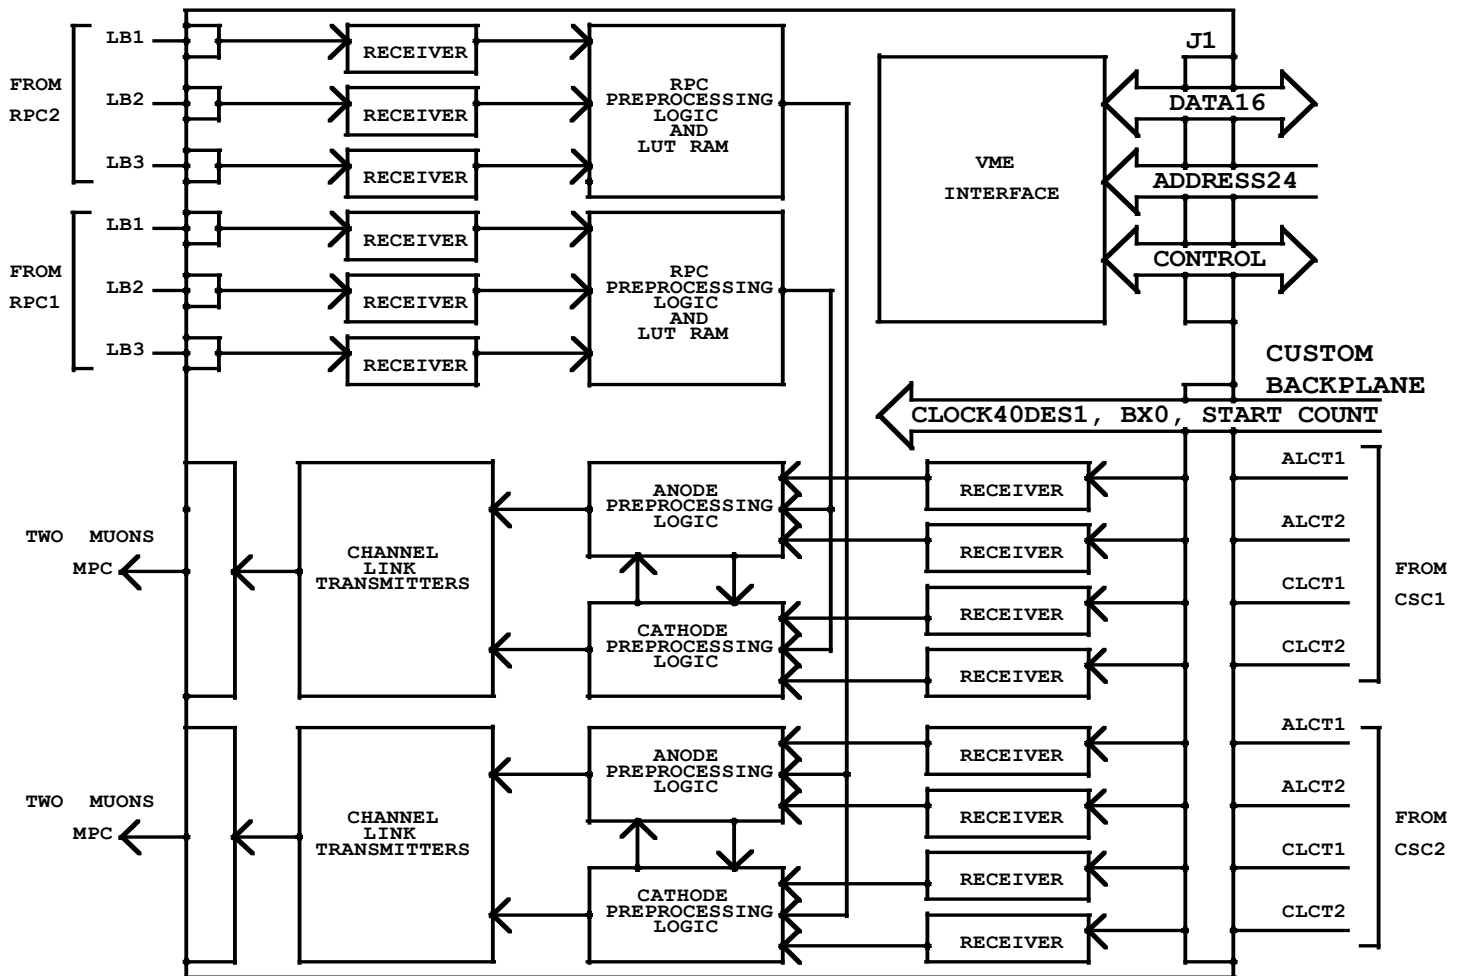 FROM
RPC2
LB1
LB2
LB3
RECEIVER
RECEIVER
RECEIVER
RPC
PREPROCESSING
LOGIC
AND
LUT RAM
FROM
RPC1
LB1
LB2
LB3
RECEIVER
RECEIVER
RECEIVER
RPC
PREPROCESSING
LOGIC
AND
LUT RAM
VME
INTERFACE
J1
DATA16
ADDRESS24
CONTROL
CUSTOM
BACKPLANE
CLOCK40DES1, BX0, START COUNT
TWO MUONS
MPC
CHANNEL
LINK
TRANSMITTERS
ANODE
PREPROCESSING
LOGIC
CATHODE
PREPROCESSING
LOGIC
RECEIVER
RECEIVER
RECEIVER
RECEIVER
ALCT1
ALCT2
CLCT1
CLCT2
FROM
CSC1
TWO MUONS
MPC
CHANNEL
LINK
TRANSMITTERS
ANODE
PREPROCESSING
LOGIC
CATHODE
PREPROCESSING
LOGIC
RECEIVER
RECEIVER
RECEIVER
RECEIVER
ALCT1
ALCT2
CLCT1
CLCT2
FROM
CSC2